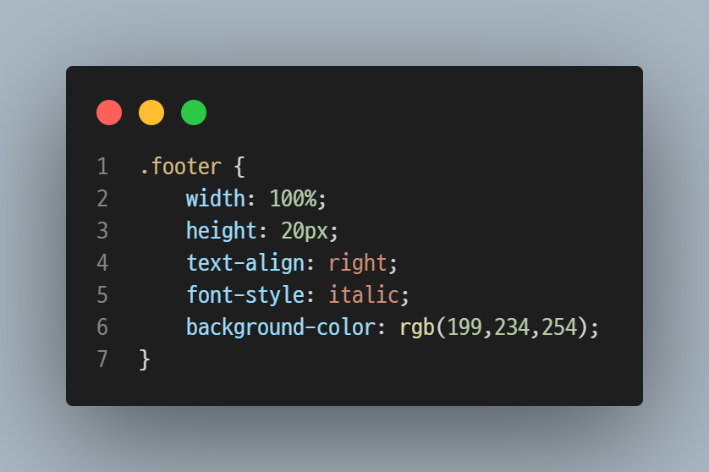 1 .footer {
2     width: 100%;
3     height: 20px;
4     text-align: right;
5     font-style: italic;
6     background-color: rgb(199,234,254);
7 }